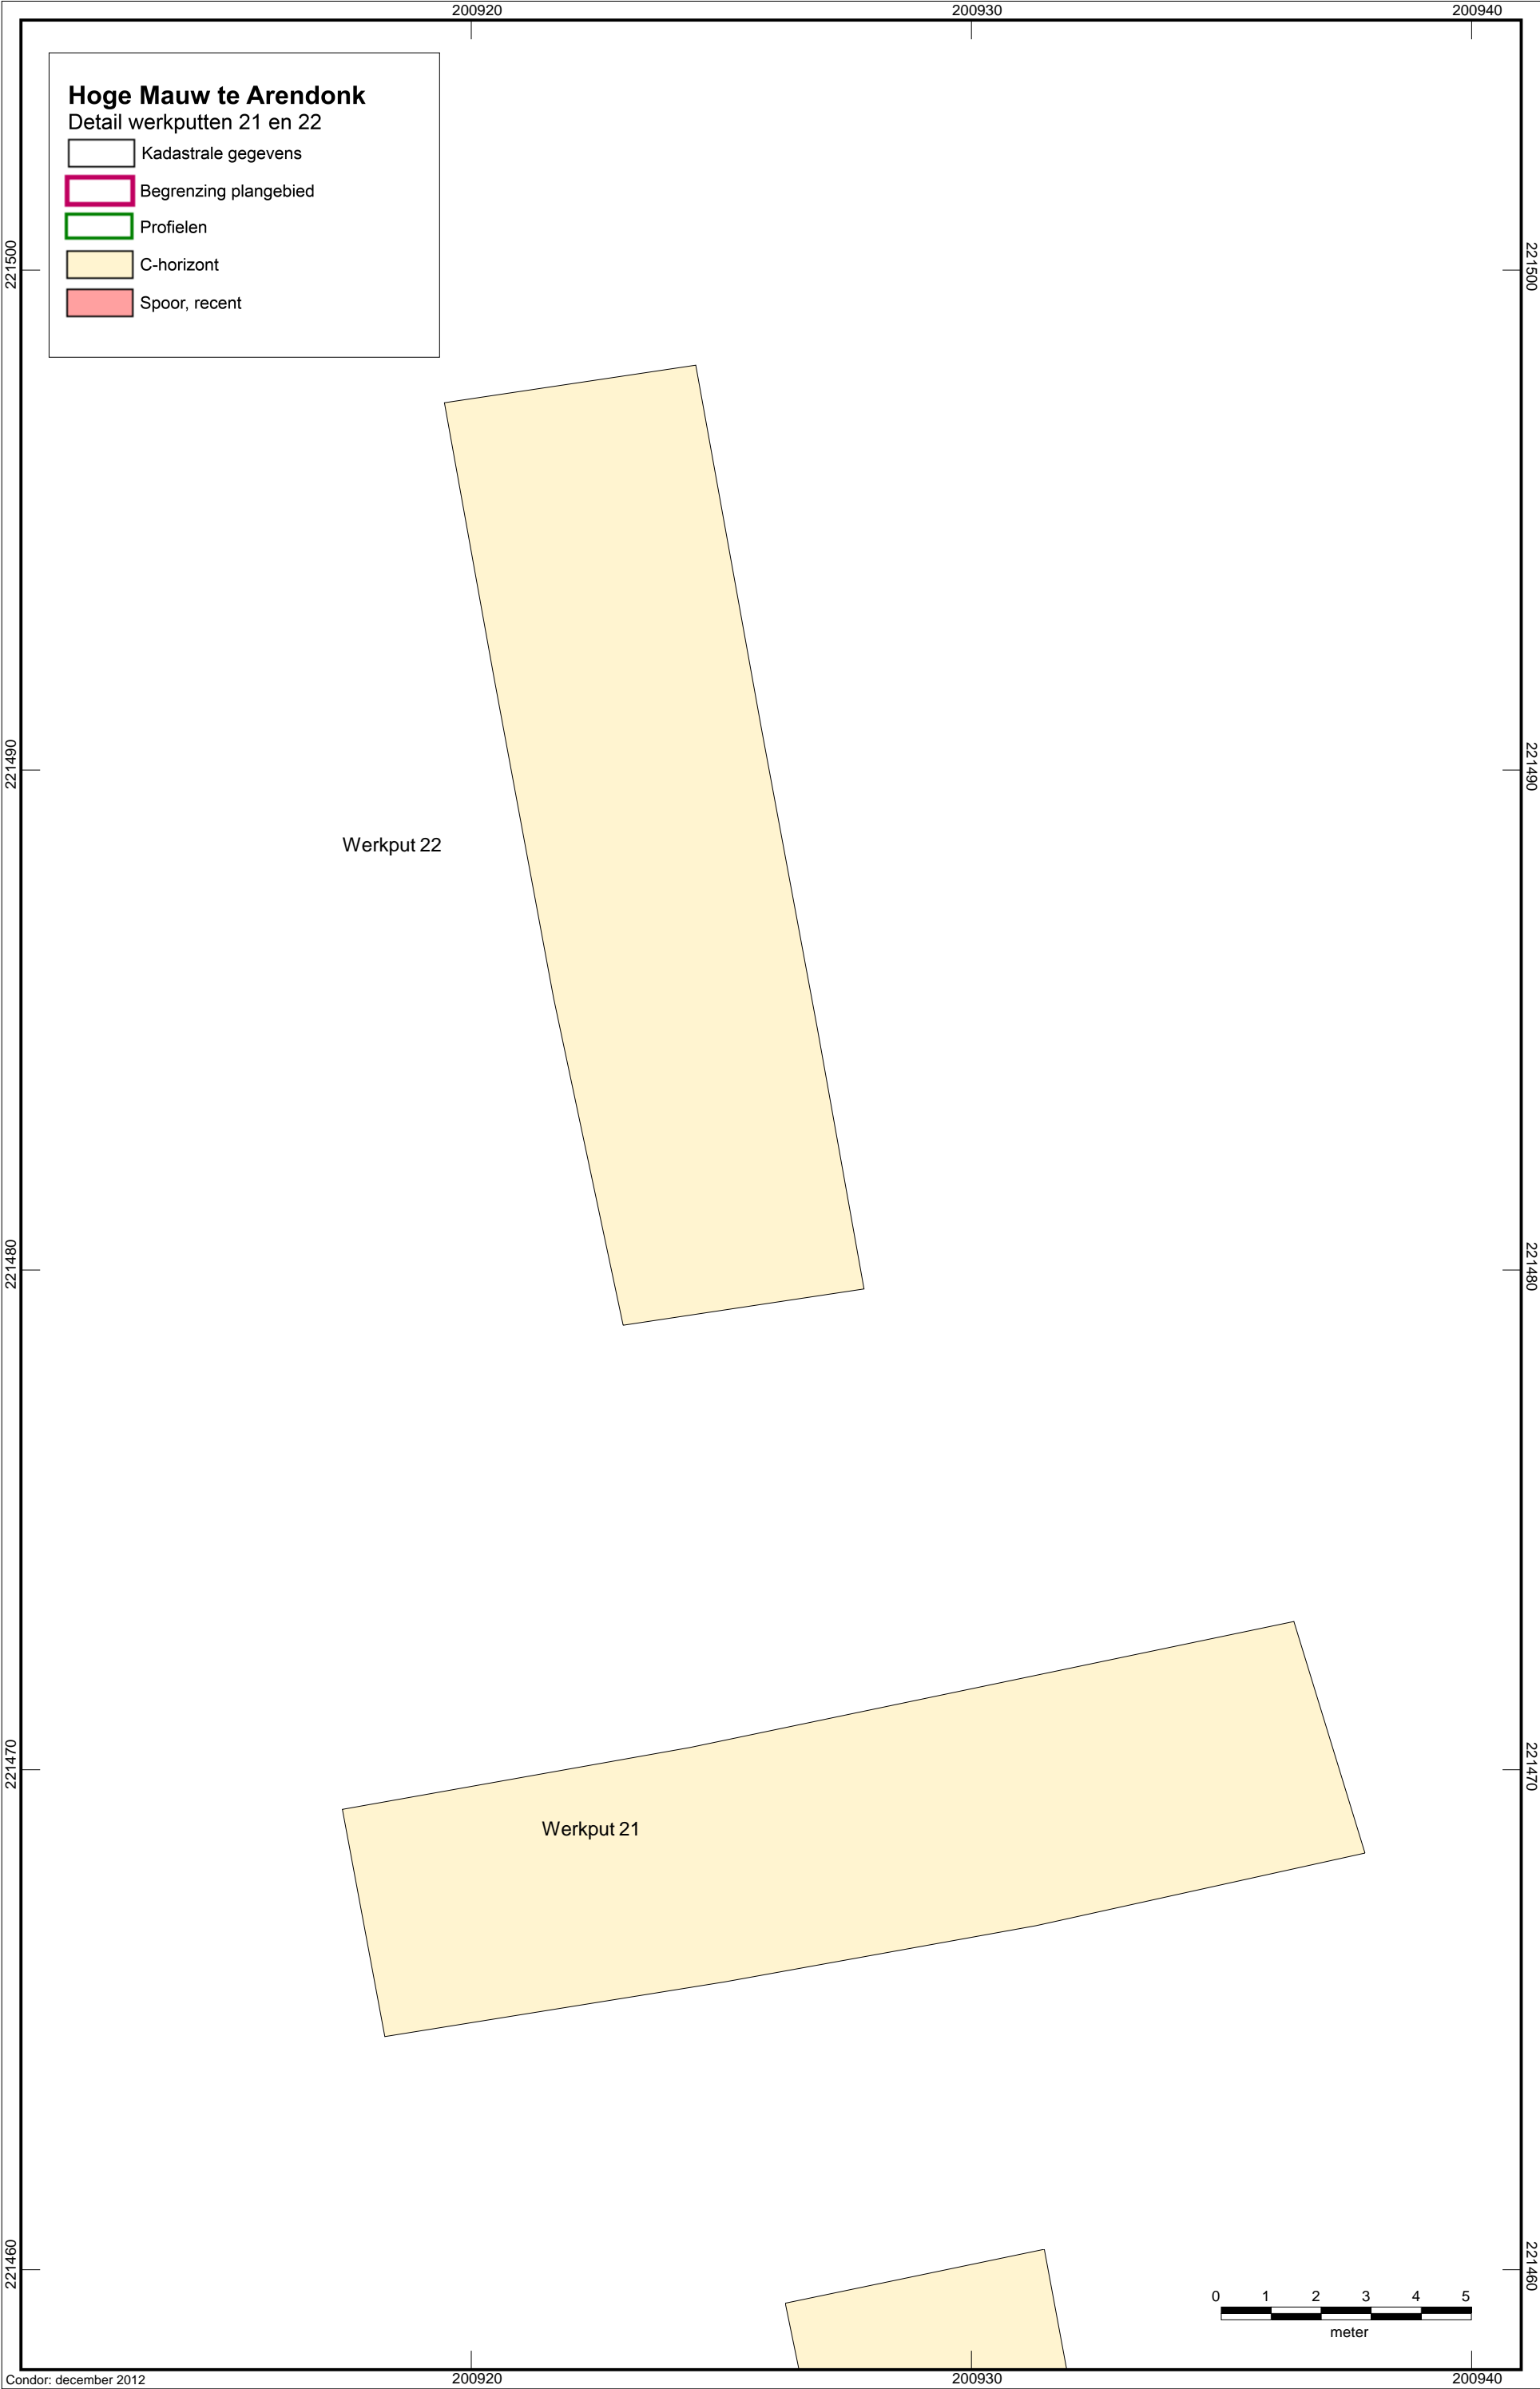 200920 200930 200940
Hoge Mauw te Arendonk
Detail werkputten 21 en 22
Kadastrale gegevens
Begrenzing plangebied
Profielen
C-horizont
Spoor, recent
221500 221500
221490 221490
Werkput 22
221480 221480
221470 221470
Werkput 21
221460 221460
0 1 2 3 4 5
meter
Condor: december 2012
200920 200930 200940